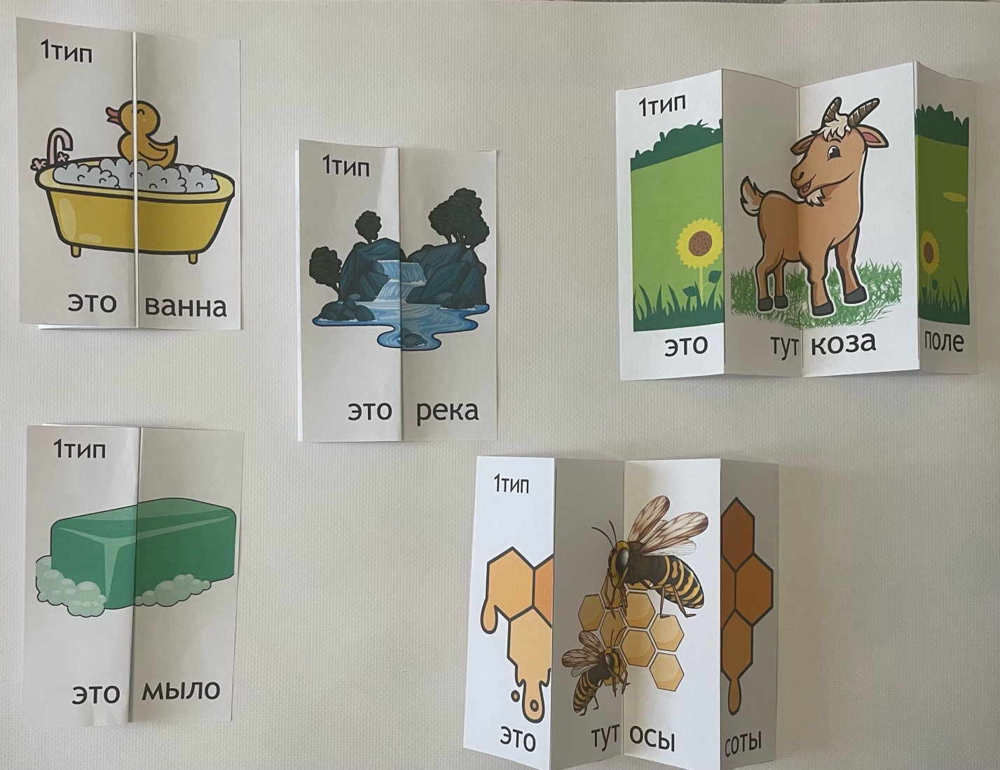 1тип
это ванна
1тип
это река
1тип
это тут коза поле
1тип
это мыло
1тип
это тут осы соты